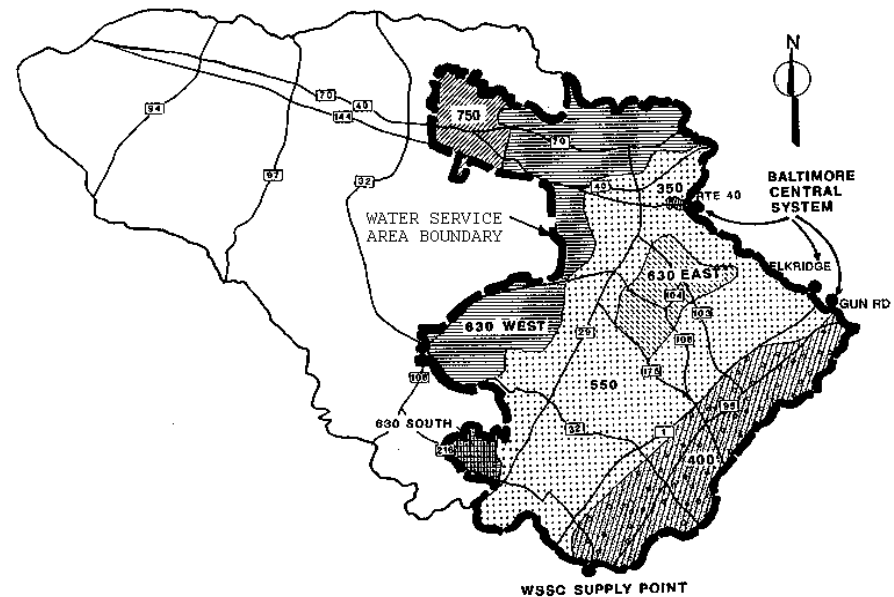 N
94
97
70
40
144
32
750
70
40
350
RTE 40
BALTIMORE
CENTRAL
SYSTEM
WATER SERVICE
AREA BOUNDARY
630 EAST
ELKRIDGE
GUN RD
104
103
108
29
175
630 WEST
108
550
95
1
32
630 SOUTH
216
400
WSSC SUPPLY POINT